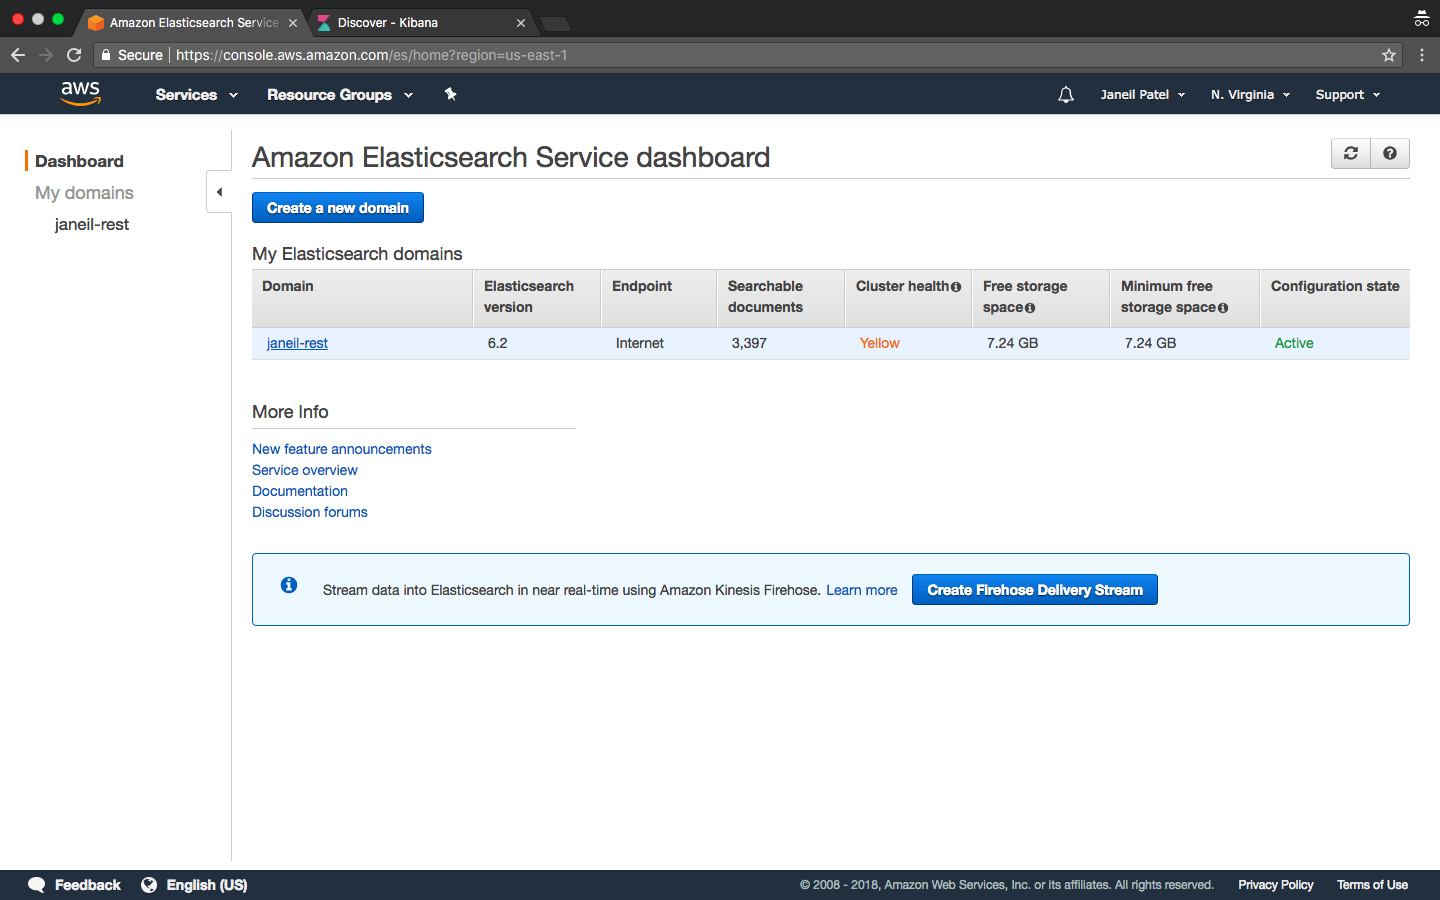 Amazon Elasticsearch Service
Discover - Kibana
Secure https://console.aws.amazon.com/es/home?region=us-east-1
aws
Services
Resource Groups
Janeil Patel
N. Virginia
Support
Dashboard
My domains
janeil-rest
Amazon Elasticsearch Service dashboard
Create a new domain
My Elasticsearch domains
Domain
Elasticsearch version
Endpoint
Searchable documents
Cluster health
Free storage space
Minimum free storage space
Configuration state
janeil-rest
6.2
Internet
3,397
Yellow
7.24 GB
7.24 GB
Active
More Info
New feature announcements
Service overview
Documentation
Discussion forums
Stream data into Elasticsearch in near real-time using Amazon Kinesis Firehose. Learn more
Create Firehose Delivery Stream
Feedback
English (US)
© 2008 - 2018, Amazon Web Services, Inc. or its affiliates. All rights reserved.
Privacy Policy
Terms of Use